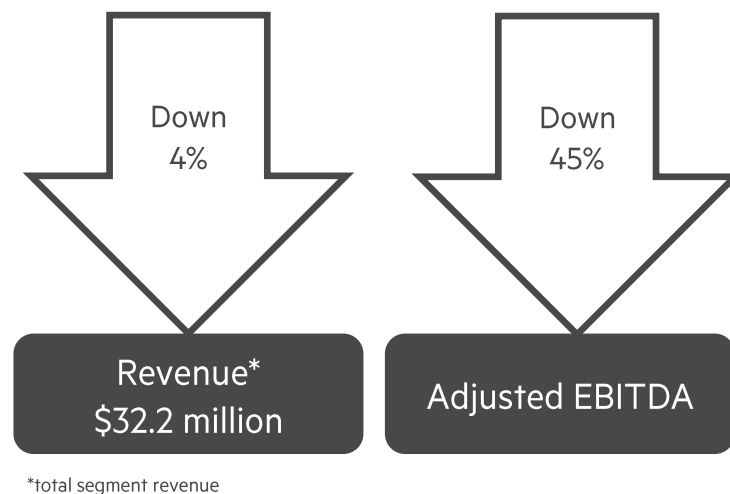 Down
4%
Revenue*
$32.2 million
Down
45%
Adjusted EBITDA
*total segment revenue